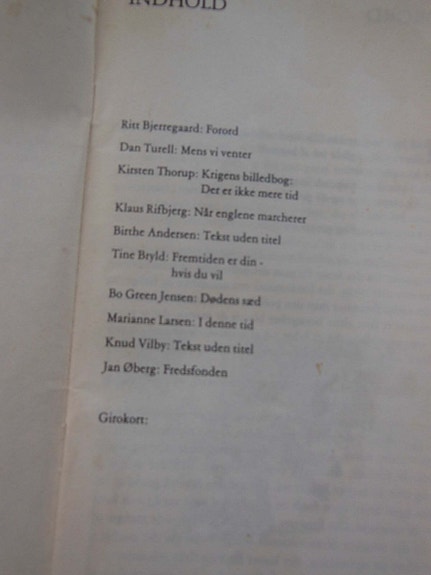 INDHOLD
Ritt Bjerregaard: Forord
Dan Turell: Mens vi venter
Kirsten Thorup: Krigens billedbog;
Der er ikke mere tid
Klaus Rifbjerg: Når englene marcherer
Birthe Andersen: Tekst uden titel
Tine Bryld: Fremtiden er din -
hvis du vil
Bo Green Jensen: Dødens sæd
Marianne Larsen: I denne tid
Knud Vilby: Tekst uden titel
Jan Øberg: Fredsfonden
Girokort: